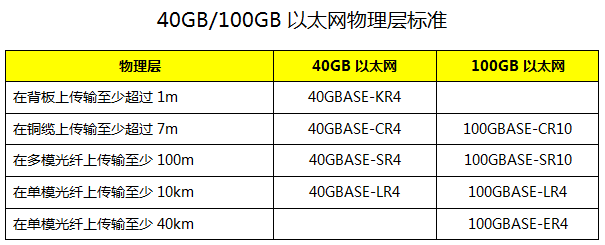 40GB/100GB 以太网物理层标准
物理层 40GB 以太网 100GB 以太网
在背板上传输至少超过 1m 40GBASE-KR4
在铜缆上传输至少超过 7m 40GBASE-CR4 100GBASE-CR10
在多模光纤上传输至少 100m 40GBASE-SR4 100GBASE-SR10
在单模光纤上传输至少 10km 40GBASE-LR4 100GBASE-LR4
在单模光纤上传输至少 40km 100GBASE-ER4